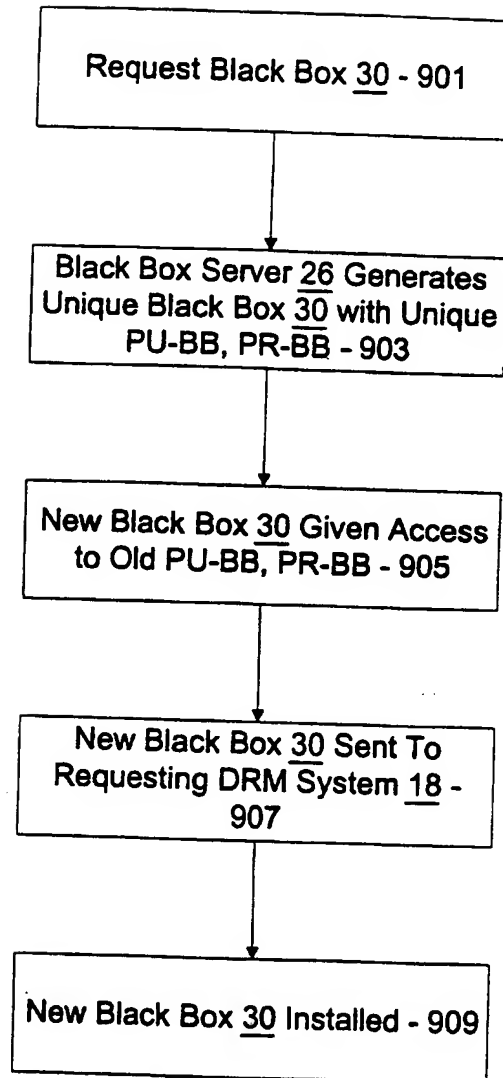 Request Black Box 30 - 901
Black Box Server 26 Generates
Unique Black Box 30 with Unique
PU-BB, PR-BB - 903
New Black Box 30 Given Access
to Old PU-BB, PR-BB - 905
New Black Box 30 Sent To
Requesting DRM System 18 -
907
New Black Box 30 Installed - 909